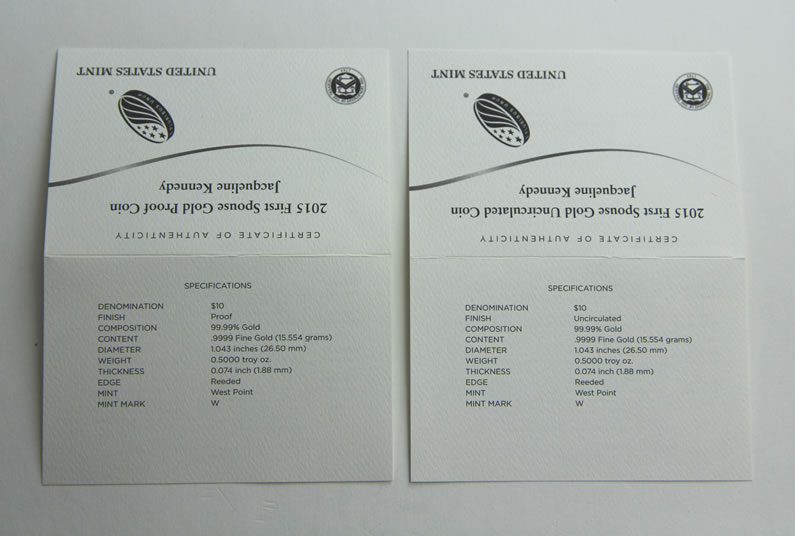 UNITED STATES MINT
®
2015 First Spouse Gold Proof Coin
Jacqueline Kennedy
CERTIFICATE OF AUTHENTICITY
SPECIFICATIONS
DENOMINATION $10
FINISH Proof
COMPOSITION 99.99% Gold
CONTENT .9999 Fine Gold (15.554 grams)
DIAMETER 1.043 inches (26.50 mm)
WEIGHT 0.5000 troy oz.
THICKNESS 0.074 inch (1.88 mm)
EDGE Reeded
MINT West Point
MINT MARK W
UNITED STATES MINT
®
2015 First Spouse Gold Uncirculated Coin
Jacqueline Kennedy
CERTIFICATE OF AUTHENTICITY
SPECIFICATIONS
DENOMINATION $10
FINISH Uncirculated
COMPOSITION 99.99% Gold
CONTENT .9999 Fine Gold (15.554 grams)
DIAMETER 1.043 inches (26.50 mm)
WEIGHT 0.5000 troy oz.
THICKNESS 0.074 inch (1.88 mm)
EDGE Reeded
MINT West Point
MINT MARK W